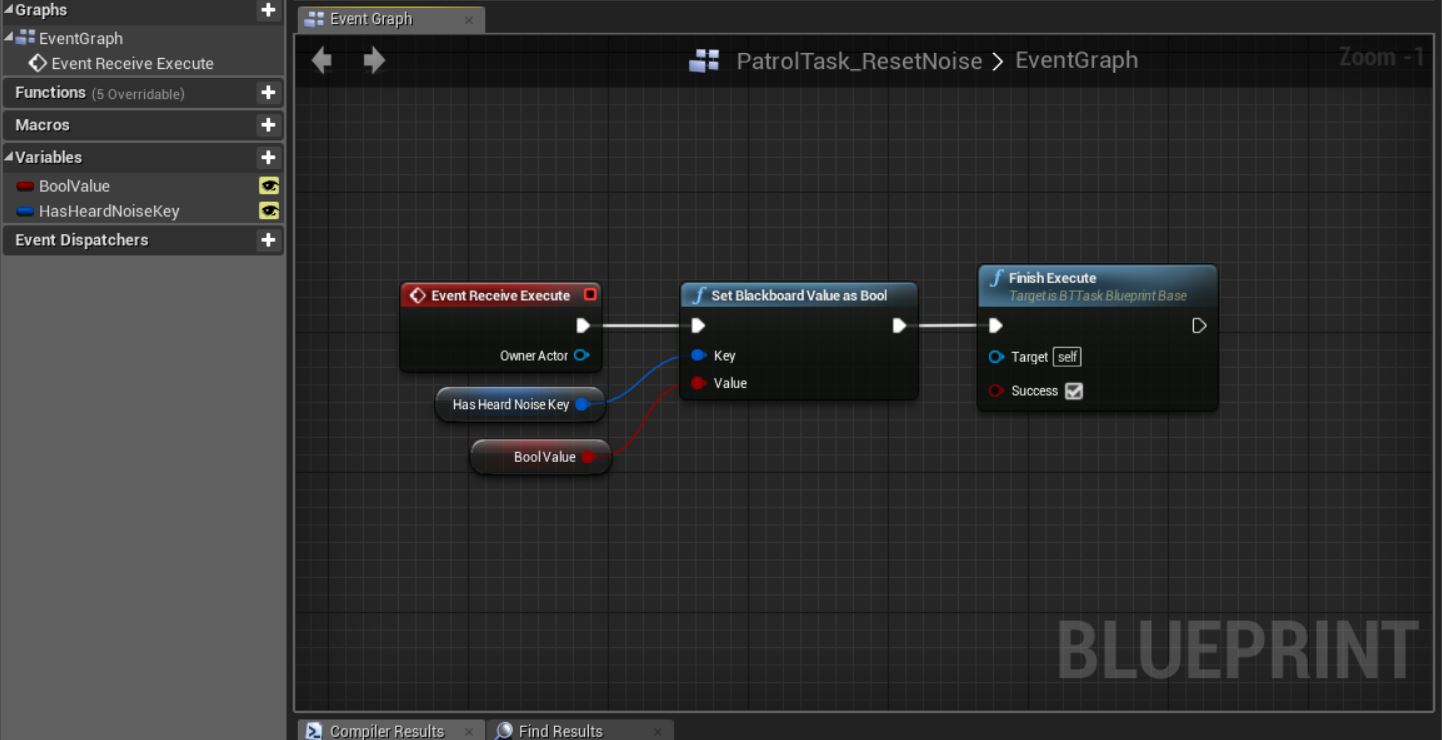 Graphs
EventGraph
Event Receive Execute
Functions (5 Overridable)
Macros
Variables
BoolValue
HasHeardNoiseKey
Event Dispatchers
Event Graph
PatrolTask_ResetNoise > EventGraph
Zoom -1
Event Receive Execute
Owner Actor
Has Heard Noise Key
Bool Value
Set Blackboard Value as Bool
Key
Value
Finish Execute
Target is BTTask Blueprint Base
Target self
Success
BLUEPRINT
Compiler Results
Find Results